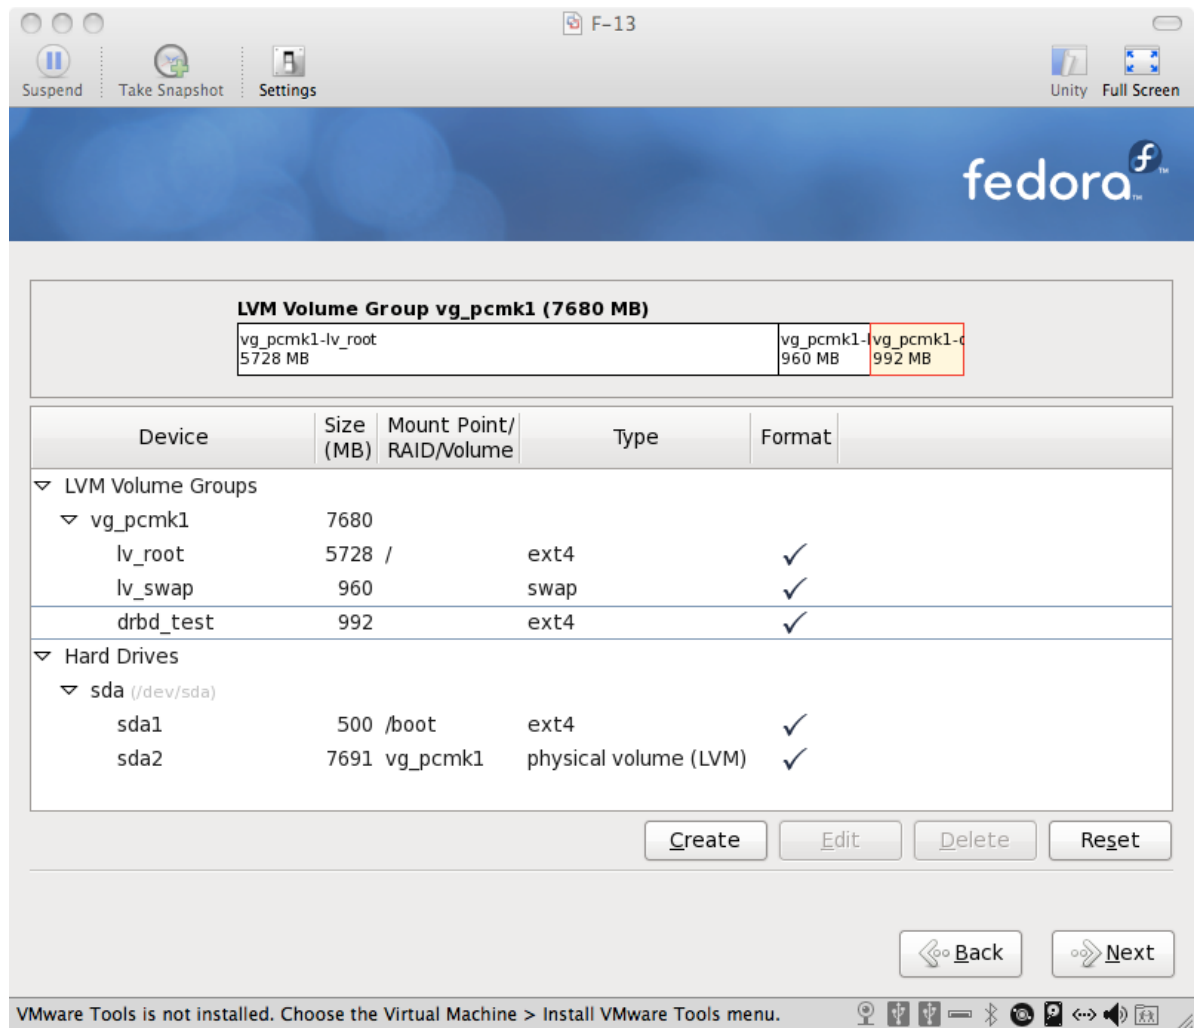 F-13
Suspend Take Snapshot Settings Unity Full Screen
fedora
LVM Volume Group vg_pcmk1 (7680 MB)
vg_pcmk1-lv_root vg_pcmk1-l vg_pcmk1-d
5728 MB 960 MB 992 MB
Device Size (MB) Mount Point/ RAID/Volume Type Format
LVM Volume Groups
vg_pcmk1 7680
lv_root 5728 / ext4
lv_swap 960 swap
drbd_test 992 ext4
Hard Drives
sda (/dev/sda)
sda1 500 /boot ext4
sda2 7691 vg_pcmk1 physical volume (LVM)
Create Edit Delete Reset
Back Next
VMware Tools is not installed. Choose the Virtual Machine > Install VMware Tools menu.